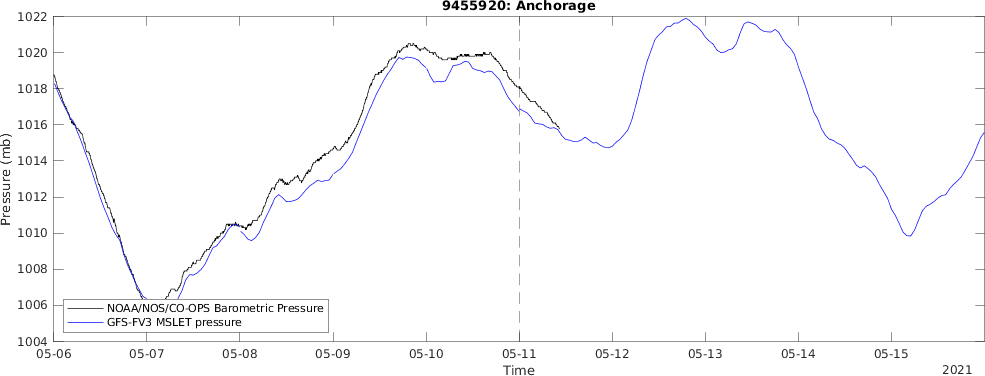 9455920: Anchorage
Pressure (mb)
1022
1020
1018
1016
1014
1012
1010
1008
1006
1004
NOAA/NOS/CO-OPS Barometric Pressure
GFS-FV3 MSLET pressure
05-06 05-07 05-08 05-09 05-10 05-11 05-12 05-13 05-14 05-15
Time
2021